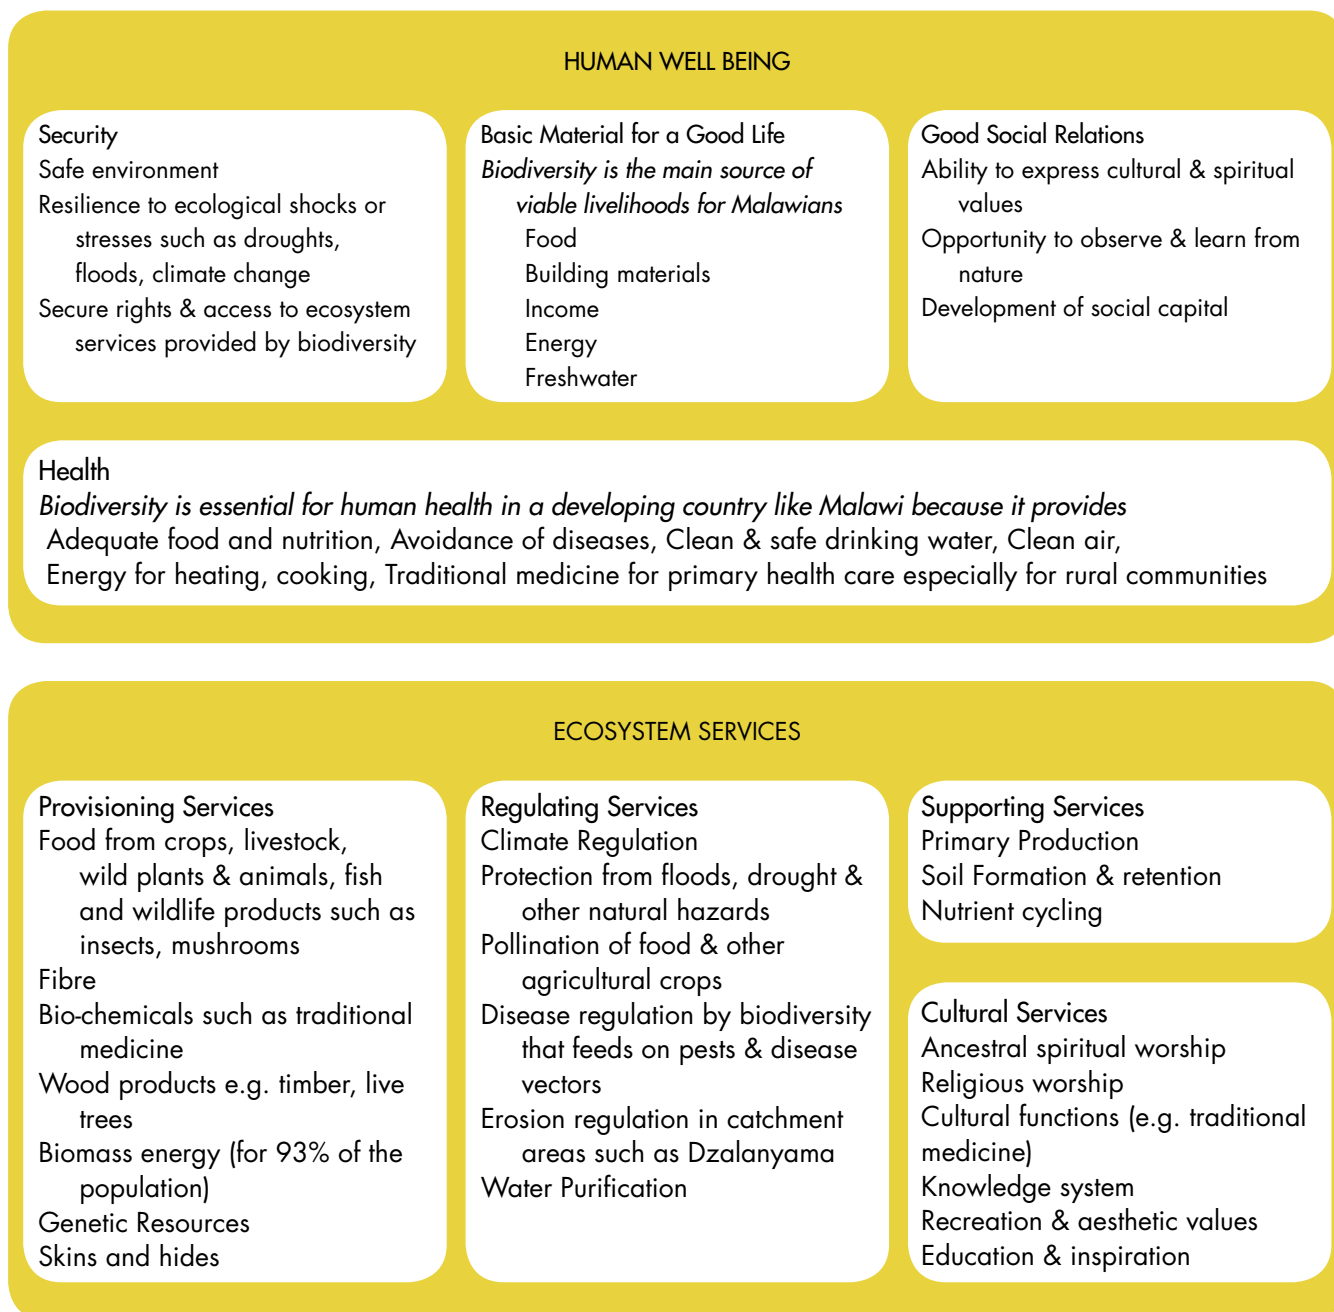 HUMAN WELL BEING
Security
Safe environment
Resilience to ecological shocks or
stresses such as droughts,
floods, climate change
Secure rights & access to ecosystem
services provided by biodiversity
Basic Material for a Good Life
Biodiversity is the main source of
viable livelihoods for Malawians
Food
Building materials
Income
Energy
Freshwater
Good Social Relations
Ability to express cultural & spiritual
values
Opportunity to observe & learn from
nature
Development of social capital
Health
Biodiversity is essential for human health in a developing country like Malawi because it provides
Adequate food and nutrition, Avoidance of diseases, Clean & safe drinking water, Clean air,
Energy for heating, cooking, Traditional medicine for primary health care especially for rural communities
ECOSYSTEM SERVICES
Provisioning Services
Food from crops, livestock,
wild plants & animals, fish
and wildlife products such as
insects, mushrooms
Fibre
Bio-chemicals such as traditional
medicine
Wood products e.g. timber, live
trees
Biomass energy (for 93% of the
population)
Genetic Resources
Skins and hides
Regulating Services
Climate Regulation
Protection from floods, drought &
other natural hazards
Pollination of food & other
agricultural crops
Disease regulation by biodiversity
that feeds on pests & disease
vectors
Erosion regulation in catchment
areas such as Dzalanyama
Water Purification
Supporting Services
Primary Production
Soil Formation & retention
Nutrient cycling
Cultural Services
Ancestral spiritual worship
Religious worship
Cultural functions (e.g. traditional
medicine)
Knowledge system
Recreation & aesthetic values
Education & inspiration